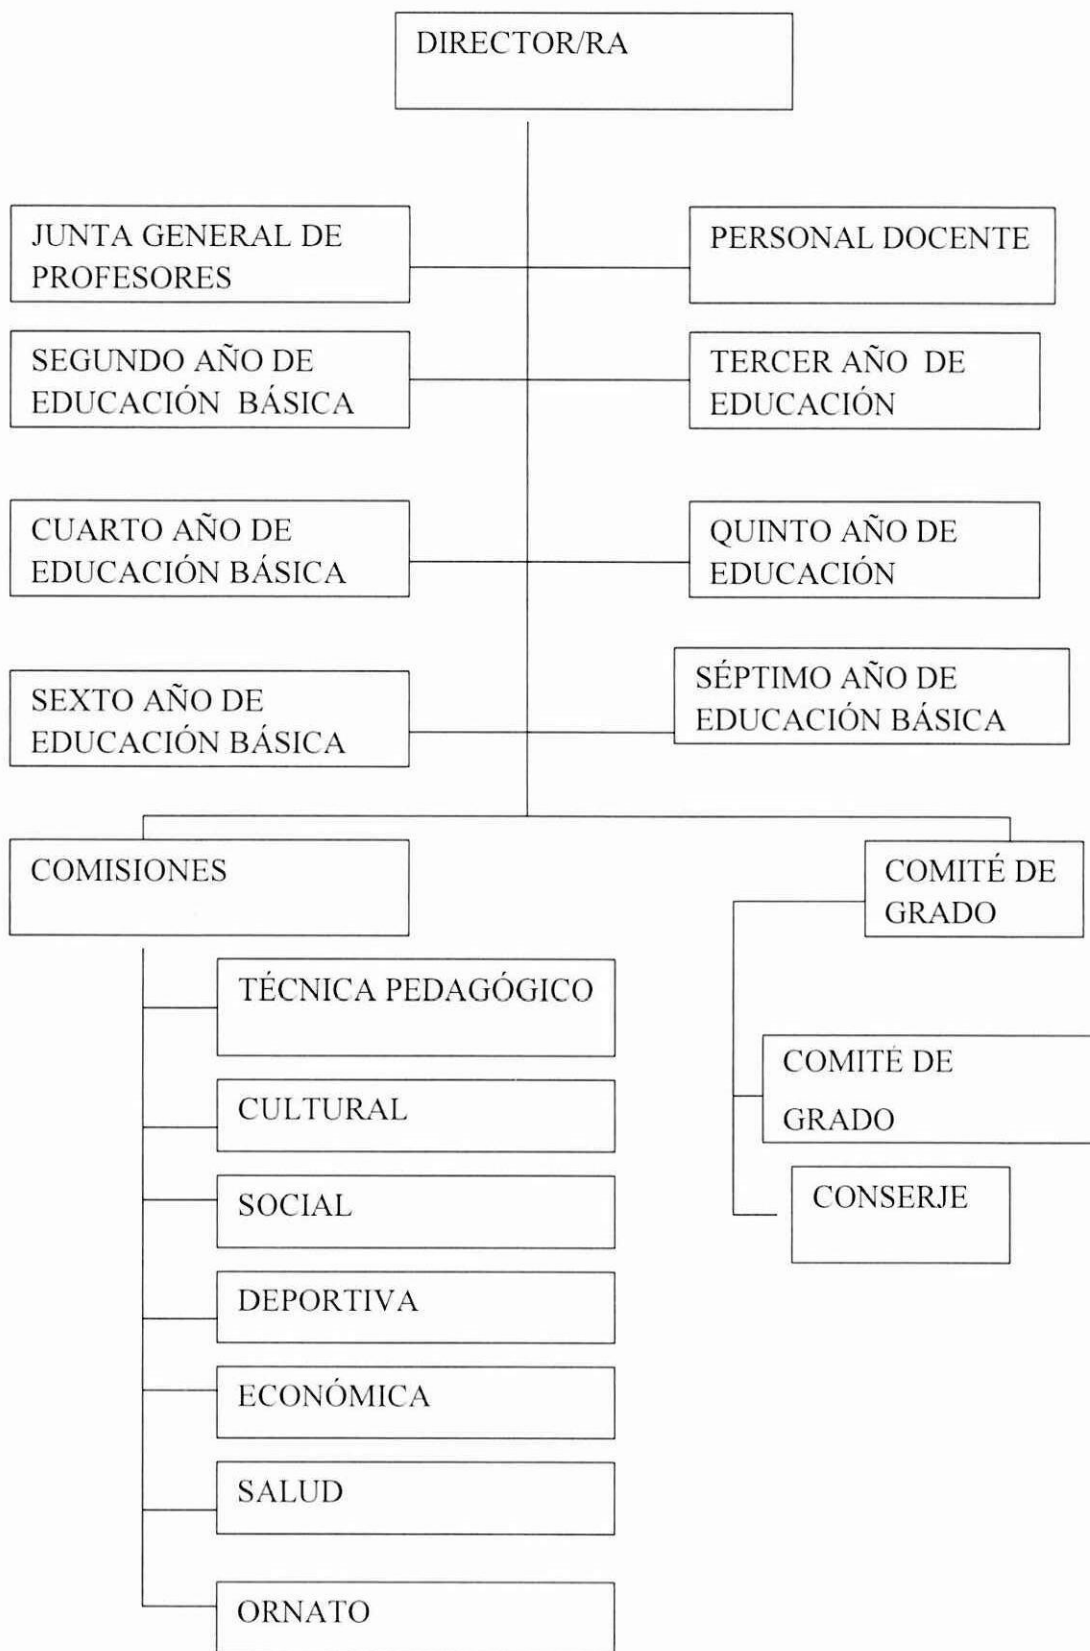 DIRECTOR/RA
JUNTA GENERAL DE
PROFESORES
PERSONAL DOCENTE
SEGUNDO AÑO DE
EDUCACIÓN BÁSICA
TERCER AÑO DE
EDUCACIÓN
CUARTO AÑO DE
EDUCACIÓN BÁSICA
QUINTO AÑO DE
EDUCACIÓN
SEXTO AÑO DE
EDUCACIÓN BÁSICA
SÉPTIMO AÑO DE
EDUCACIÓN BÁSICA
COMISIONES
COMITÉ DE
GRADO
TÉCNICA PEDAGÓGICO
CULTURAL
SOCIAL
DEPORTIVA
ECONÓMICA
SALUD
ORNATO
COMITÉ DE
GRADO
CONSERJE